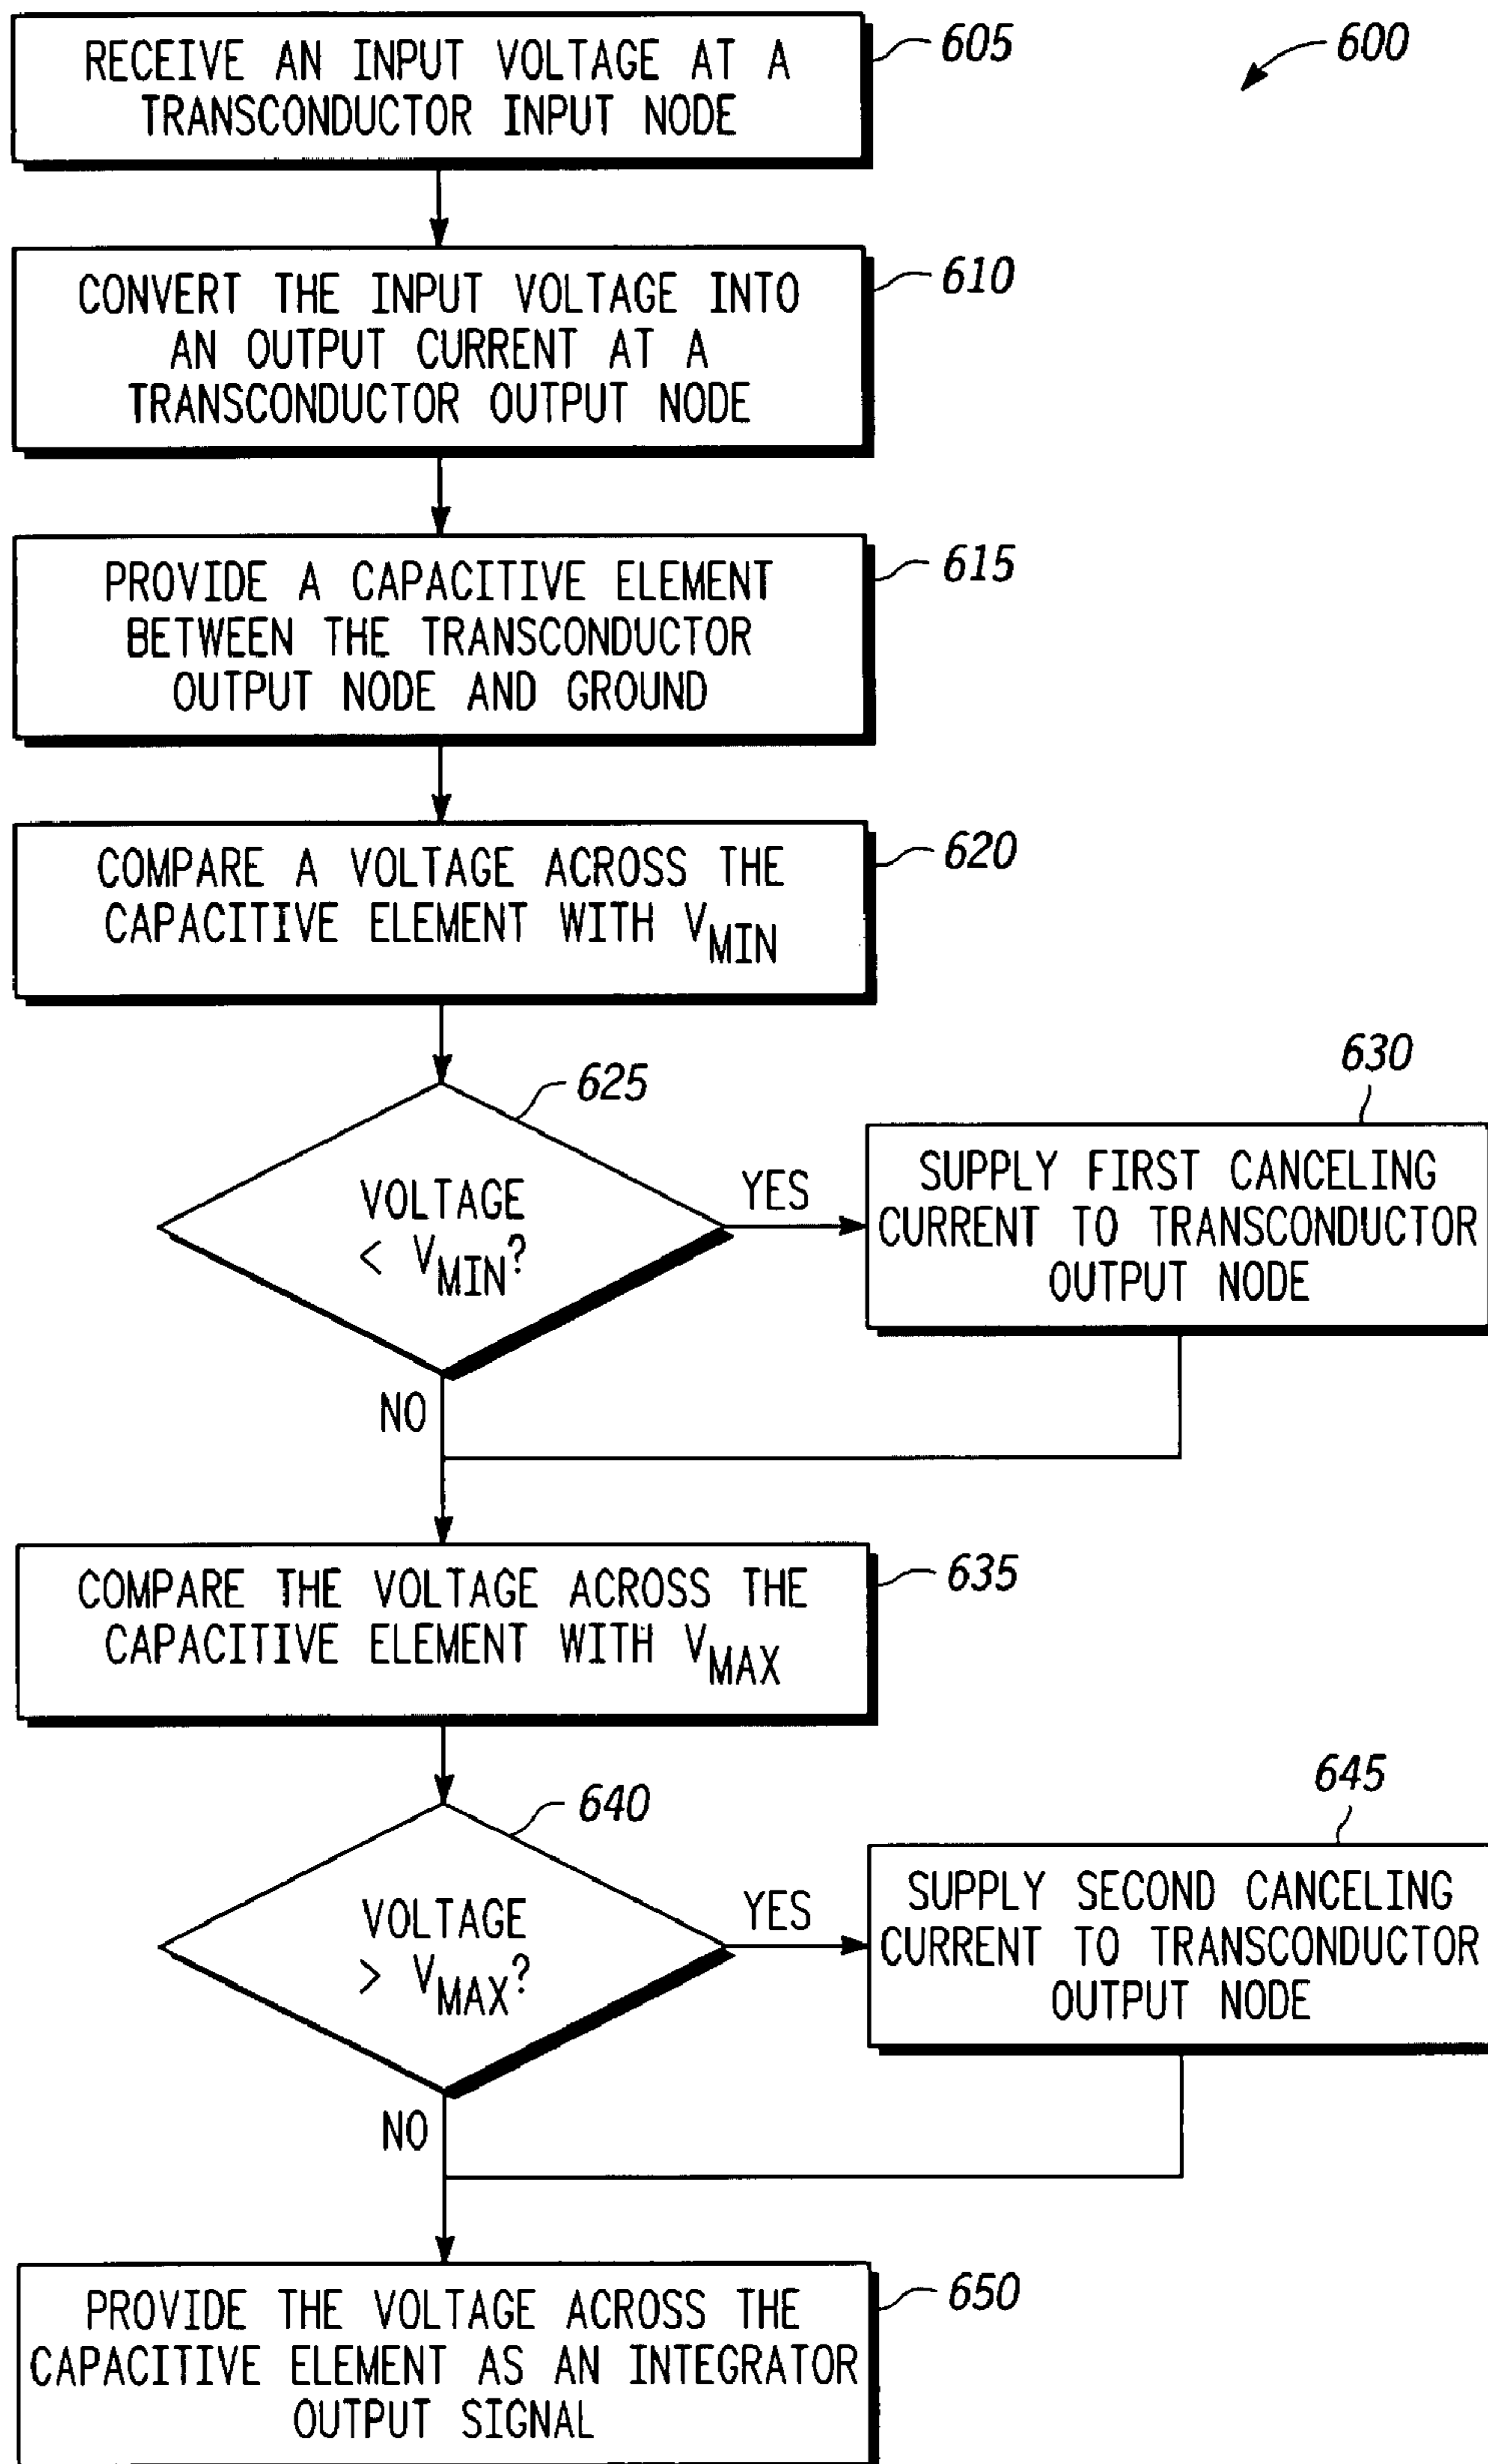 600
RECEIVE AN INPUT VOLTAGE AT A
TRANSCONDUCTOR INPUT NODE
605
CONVERT THE INPUT VOLTAGE INTO
AN OUTPUT CURRENT AT A
TRANSCONDUCTOR OUTPUT NODE
610
PROVIDE A CAPACITIVE ELEMENT
BETWEEN THE TRANSCONDUCTOR
OUTPUT NODE AND GROUND
615
COMPARE A VOLTAGE ACROSS THE
CAPACITIVE ELEMENT WITH VMIN
620
VOLTAGE
< VMIN?
625
YES
NO
630
SUPPLY FIRST CANCELING
CURRENT TO TRANSCONDUCTOR
OUTPUT NODE
COMPARE THE VOLTAGE ACROSS THE
CAPACITIVE ELEMENT WITH VMAX
635
VOLTAGE
> VMAX?
640
YES
NO
645
SUPPLY SECOND CANCELING
CURRENT TO TRANSCONDUCTOR
OUTPUT NODE
PROVIDE THE VOLTAGE ACROSS THE
CAPACITIVE ELEMENT AS AN INTEGRATOR
OUTPUT SIGNAL
650